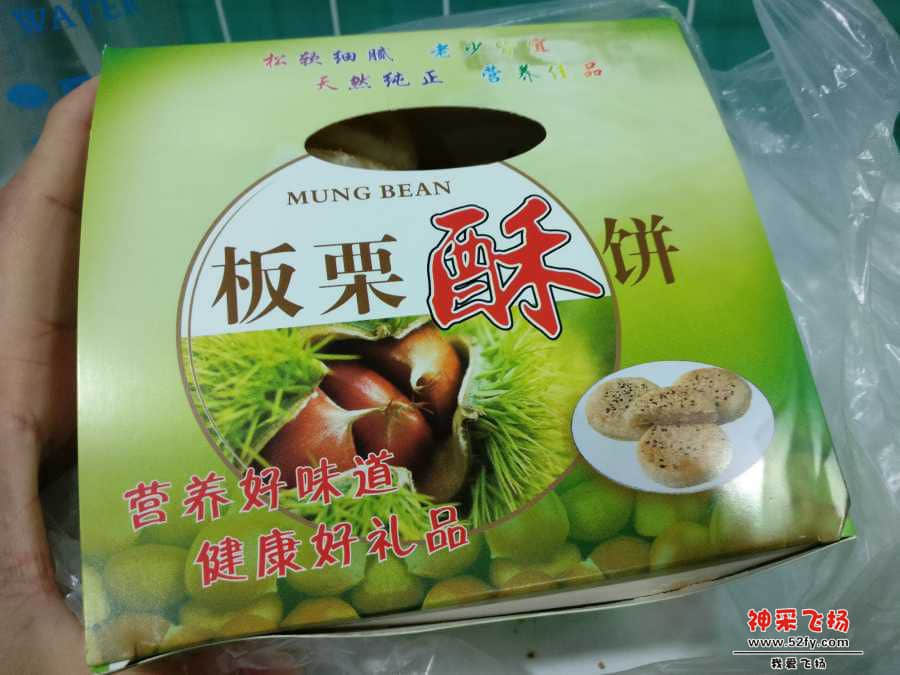 WATER
松软细腻 老少皆宜
天然纯正 营养佳品
MUNG BEAN
板栗酥饼
营养好味道
健康好礼品
神采飞扬
www.52fy.com
我爱飞扬